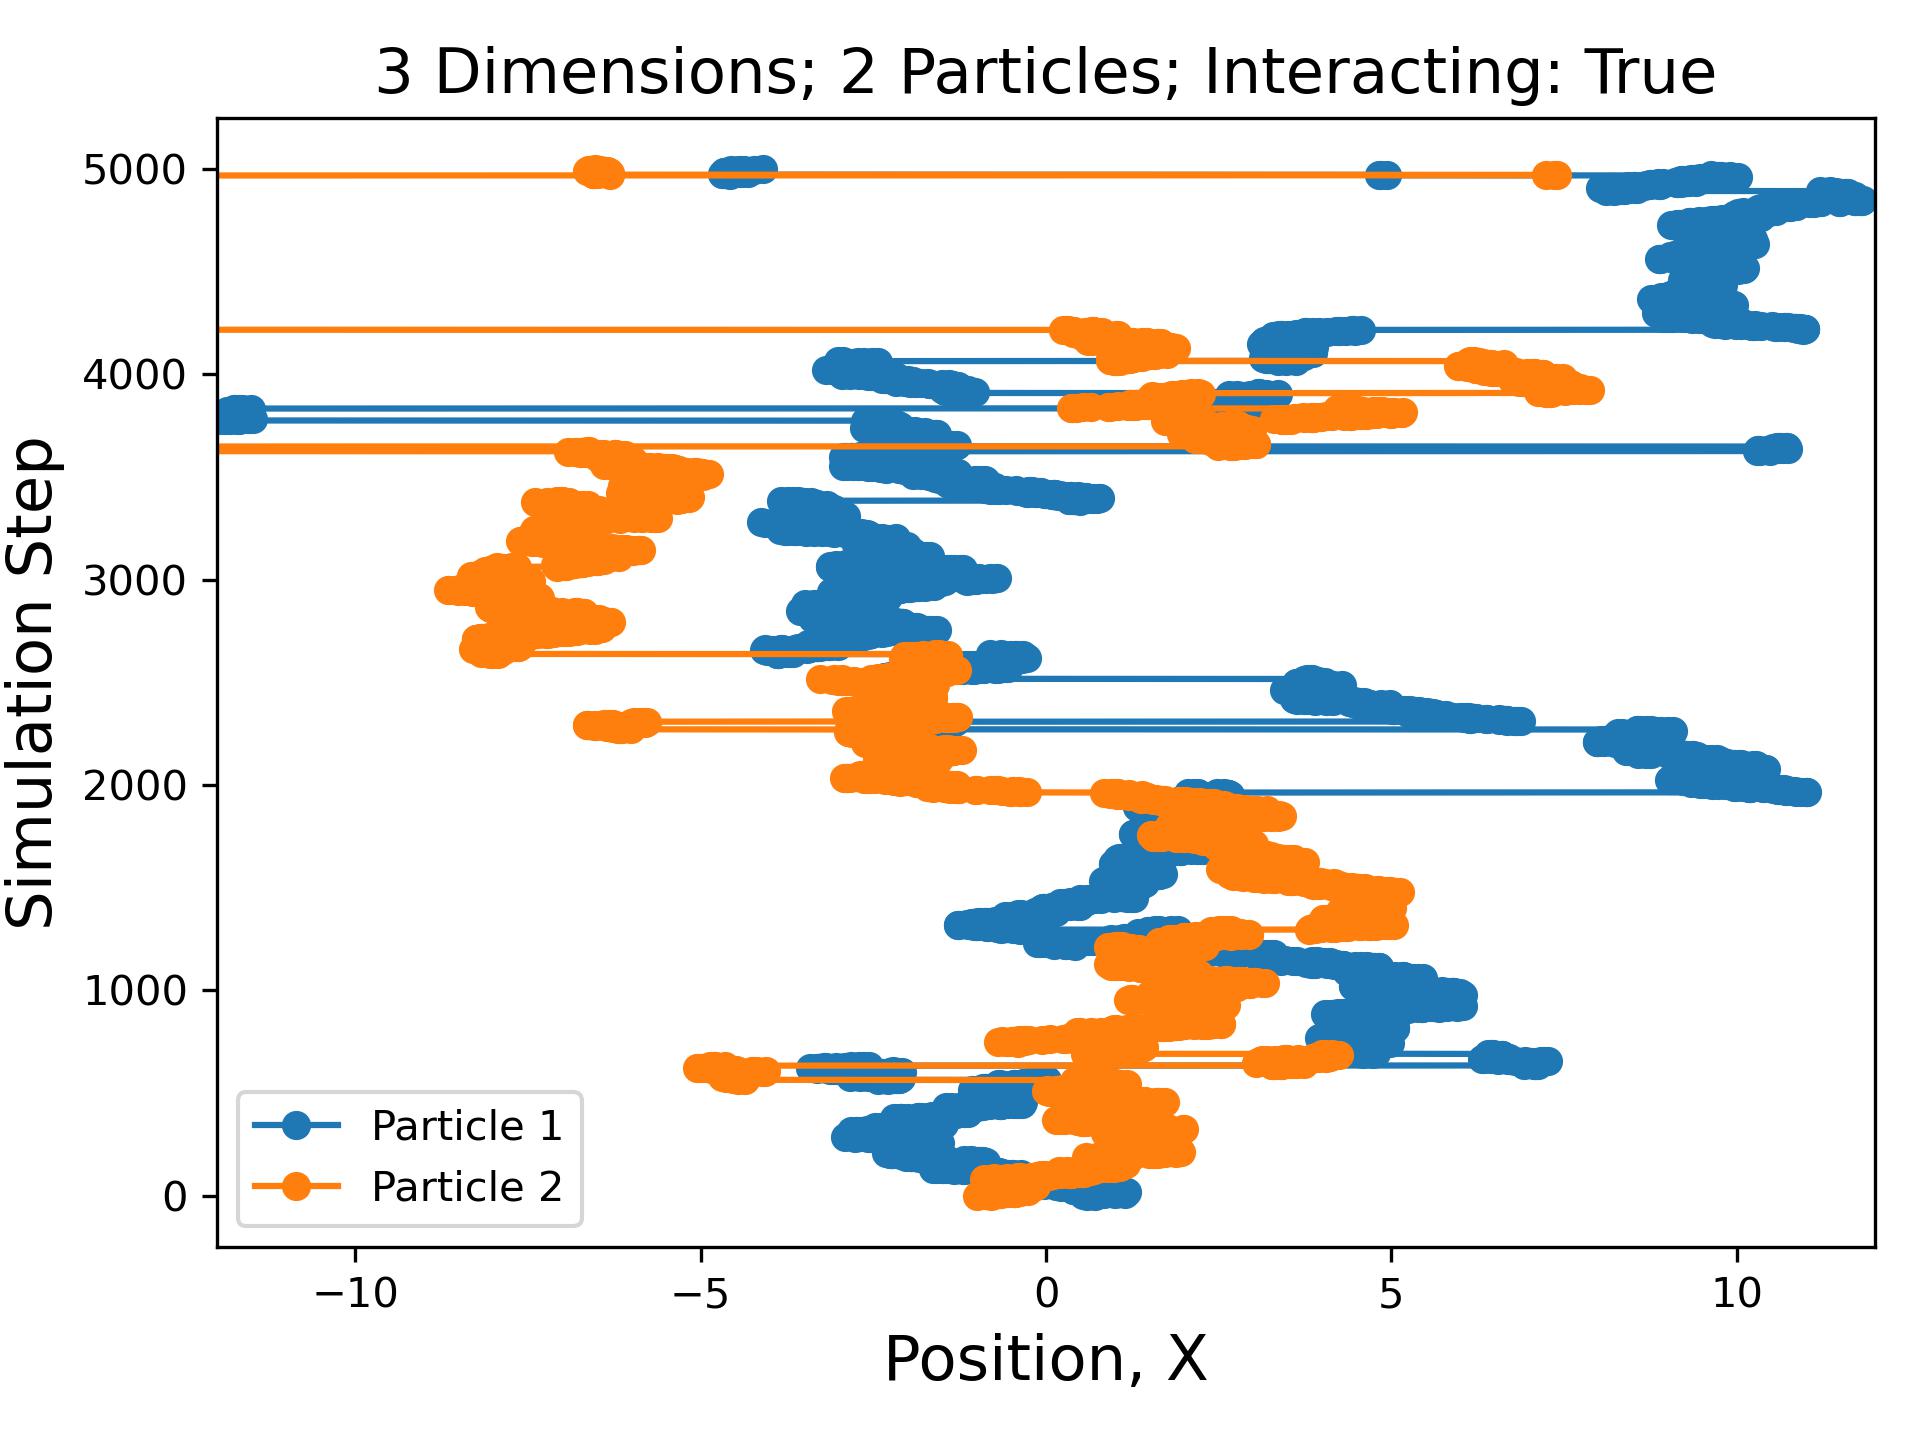 3 Dimensions; 2 Particles; Interacting: True
Simulation Step
5000
4000
3000
2000
1000
0
Particle 1
Particle 2
−10
−5
0
5
10
Position, X